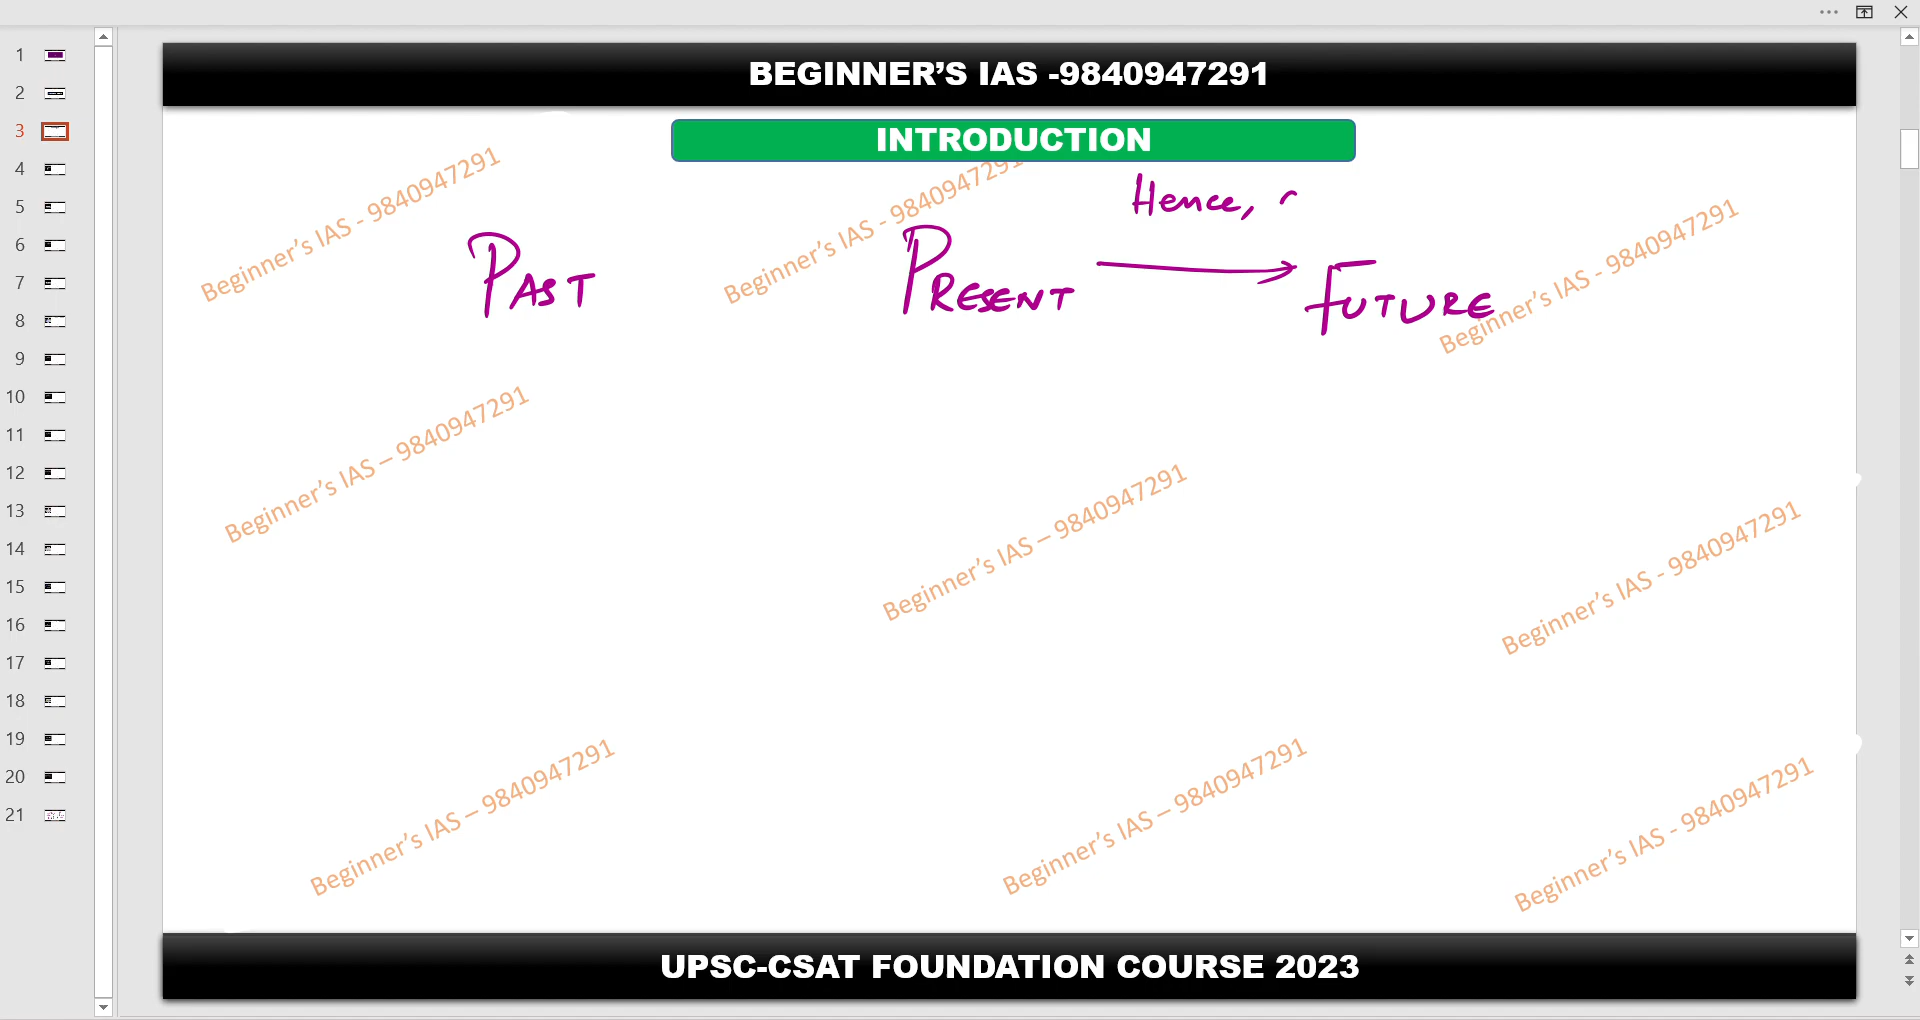 1
2
3
4
5
6
7
8
9
10
11
12
13
14
15
16
17
18
19
20
21
BEGINNER’S IAS -9840947291
INTRODUCTION
Hence,
PAST
PRESENT
FUTURE
Beginner’s IAS - 9840947291
Beginner’s IAS - 9840947291
Beginner’s IAS - 9840947291
Beginner’s IAS – 9840947291
Beginner’s IAS – 9840947291
Beginner’s IAS - 9840947291
Beginner’s IAS – 9840947291
Beginner’s IAS – 9840947291
Beginner’s IAS - 9840947291
UPSC-CSAT FOUNDATION COURSE 2023